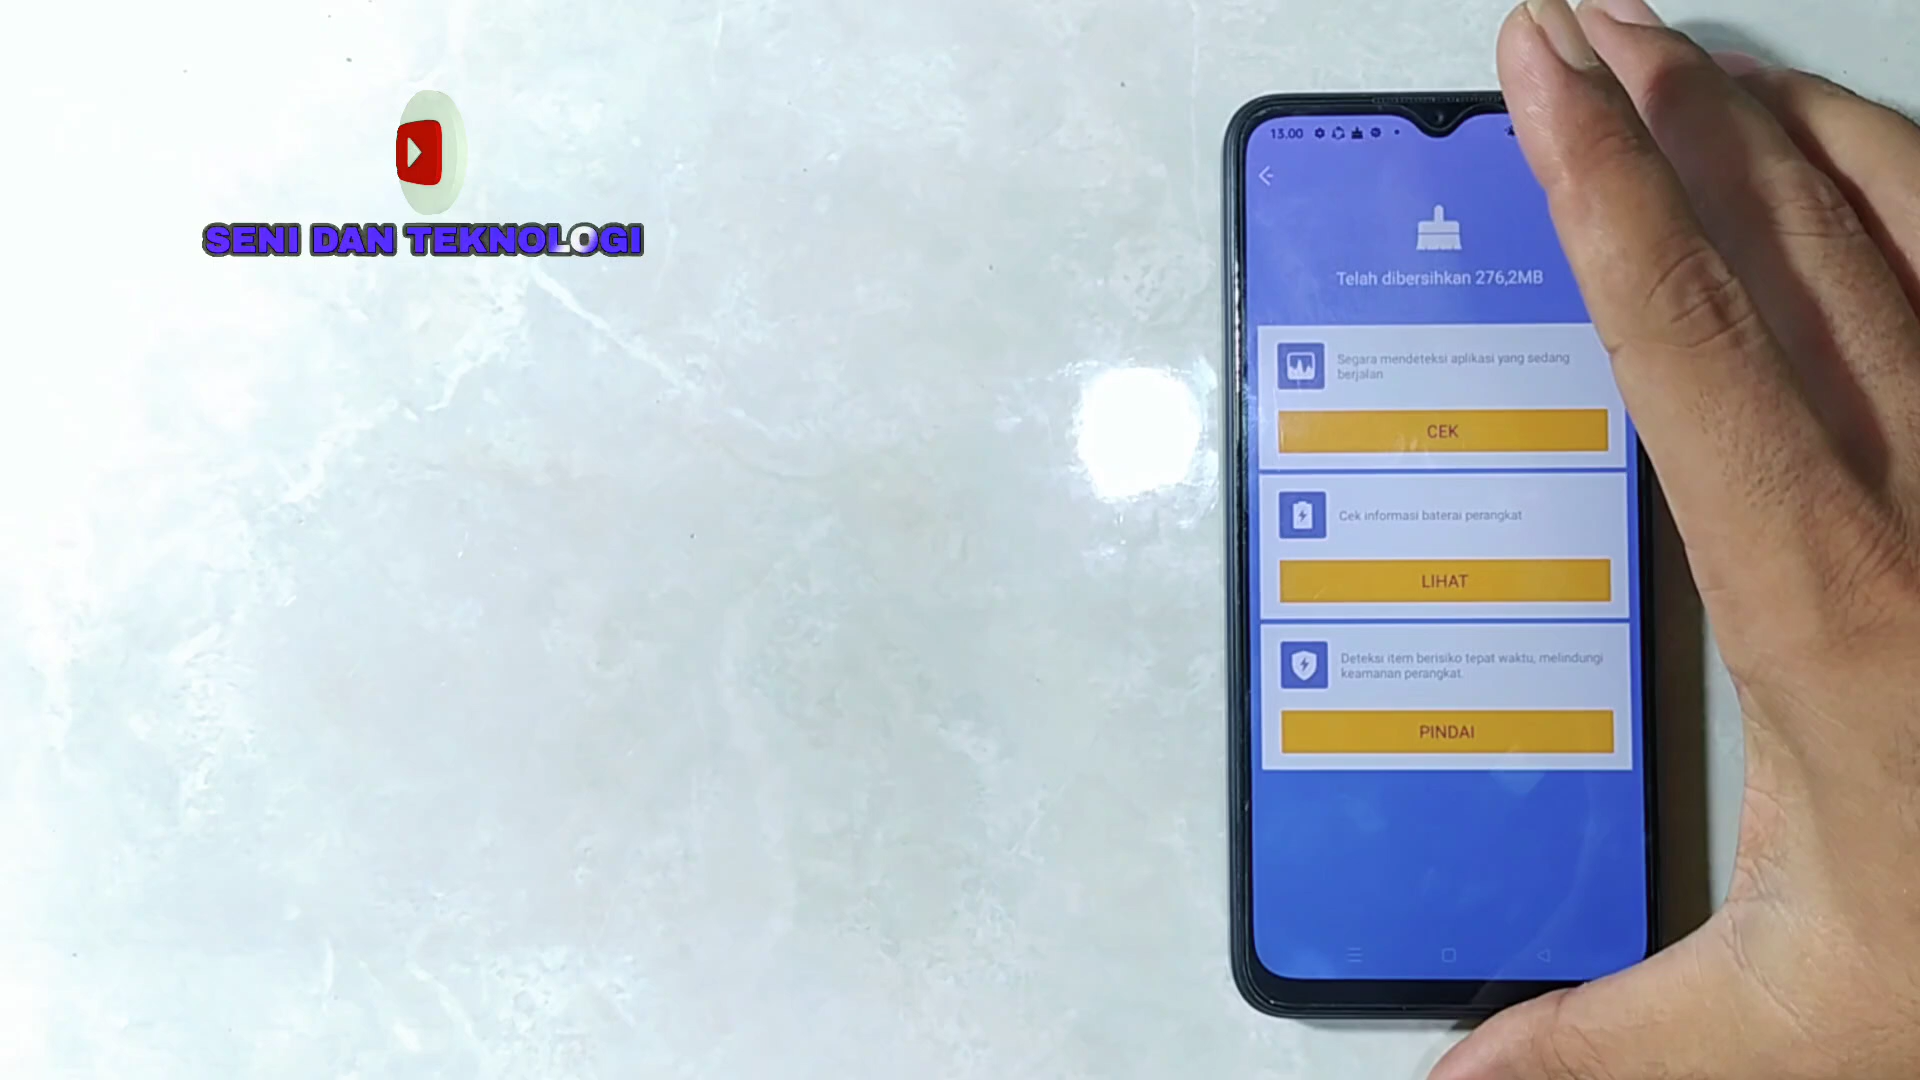 SENI DAN TEKNOLOGI
13.00
Telah dibersihkan 276,2MB
Segara mendeteksi aplikasi yang sedang
berjalan
CEK
Cek informasi baterai perangkat
LIHAT
Deteksi item berisiko tepat waktu, melindungi
keamanan perangkat.
PINDAI